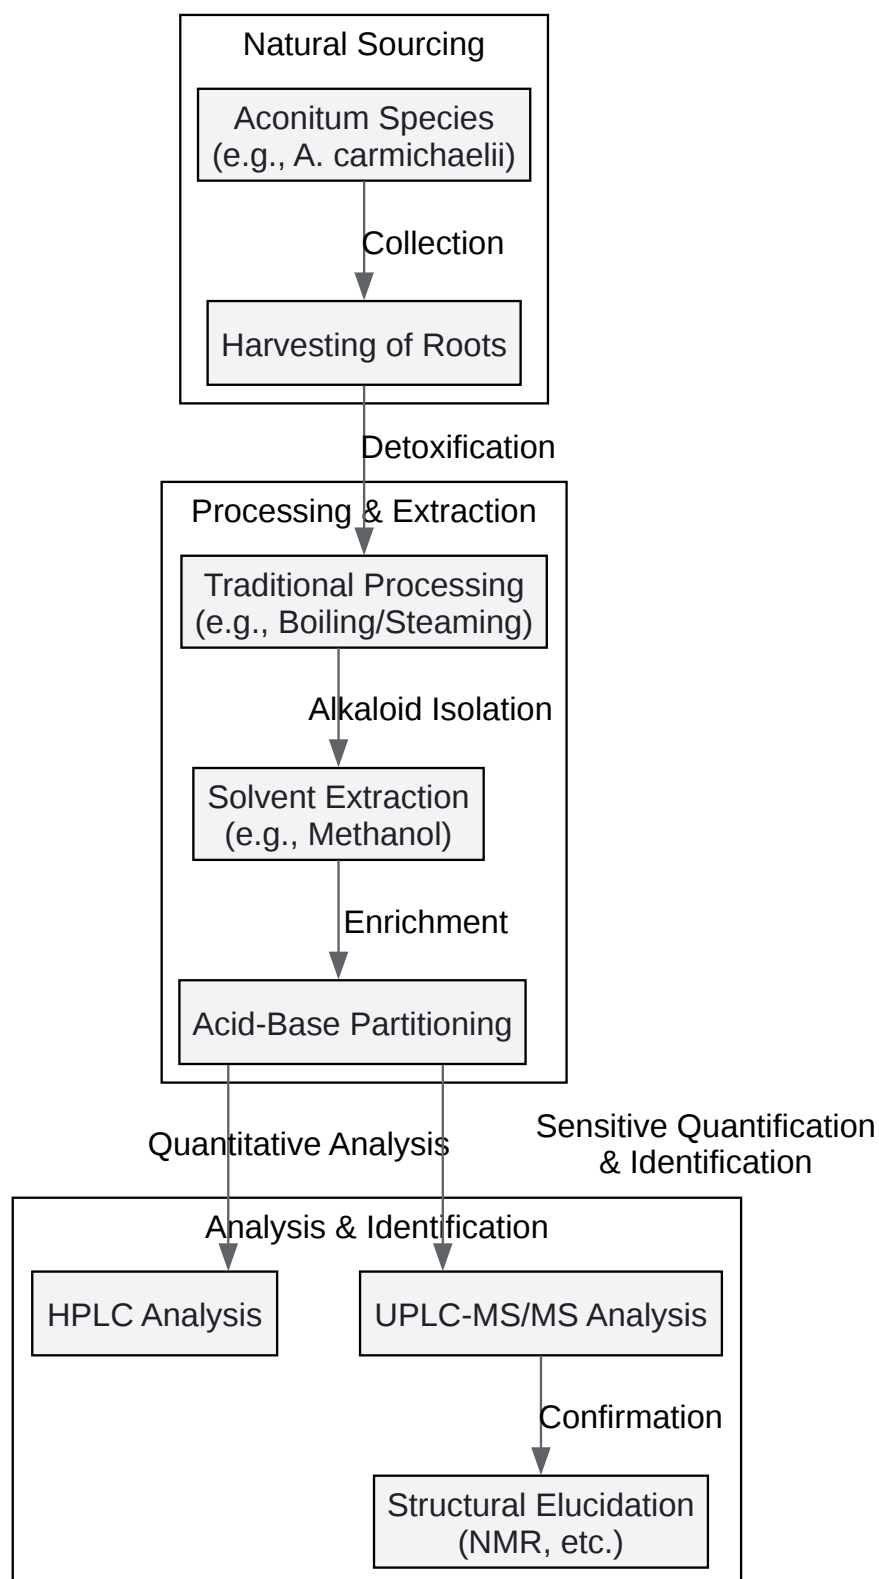 Natural Sourcing
Aconitum Species
(e.g., A. carmichaelii)
Collection
Harvesting of Roots
Detoxification
Processing & Extraction
Traditional Processing
(e.g., Boiling/Steaming)
Alkaloid Isolation
Solvent Extraction
(e.g., Methanol)
Enrichment
Acid-Base Partitioning
Quantitative Analysis
Sensitive Quantification
& Identification
Analysis & Identification
HPLC Analysis
UPLC-MS/MS Analysis
Confirmation
Structural Elucidation
(NMR, etc.)